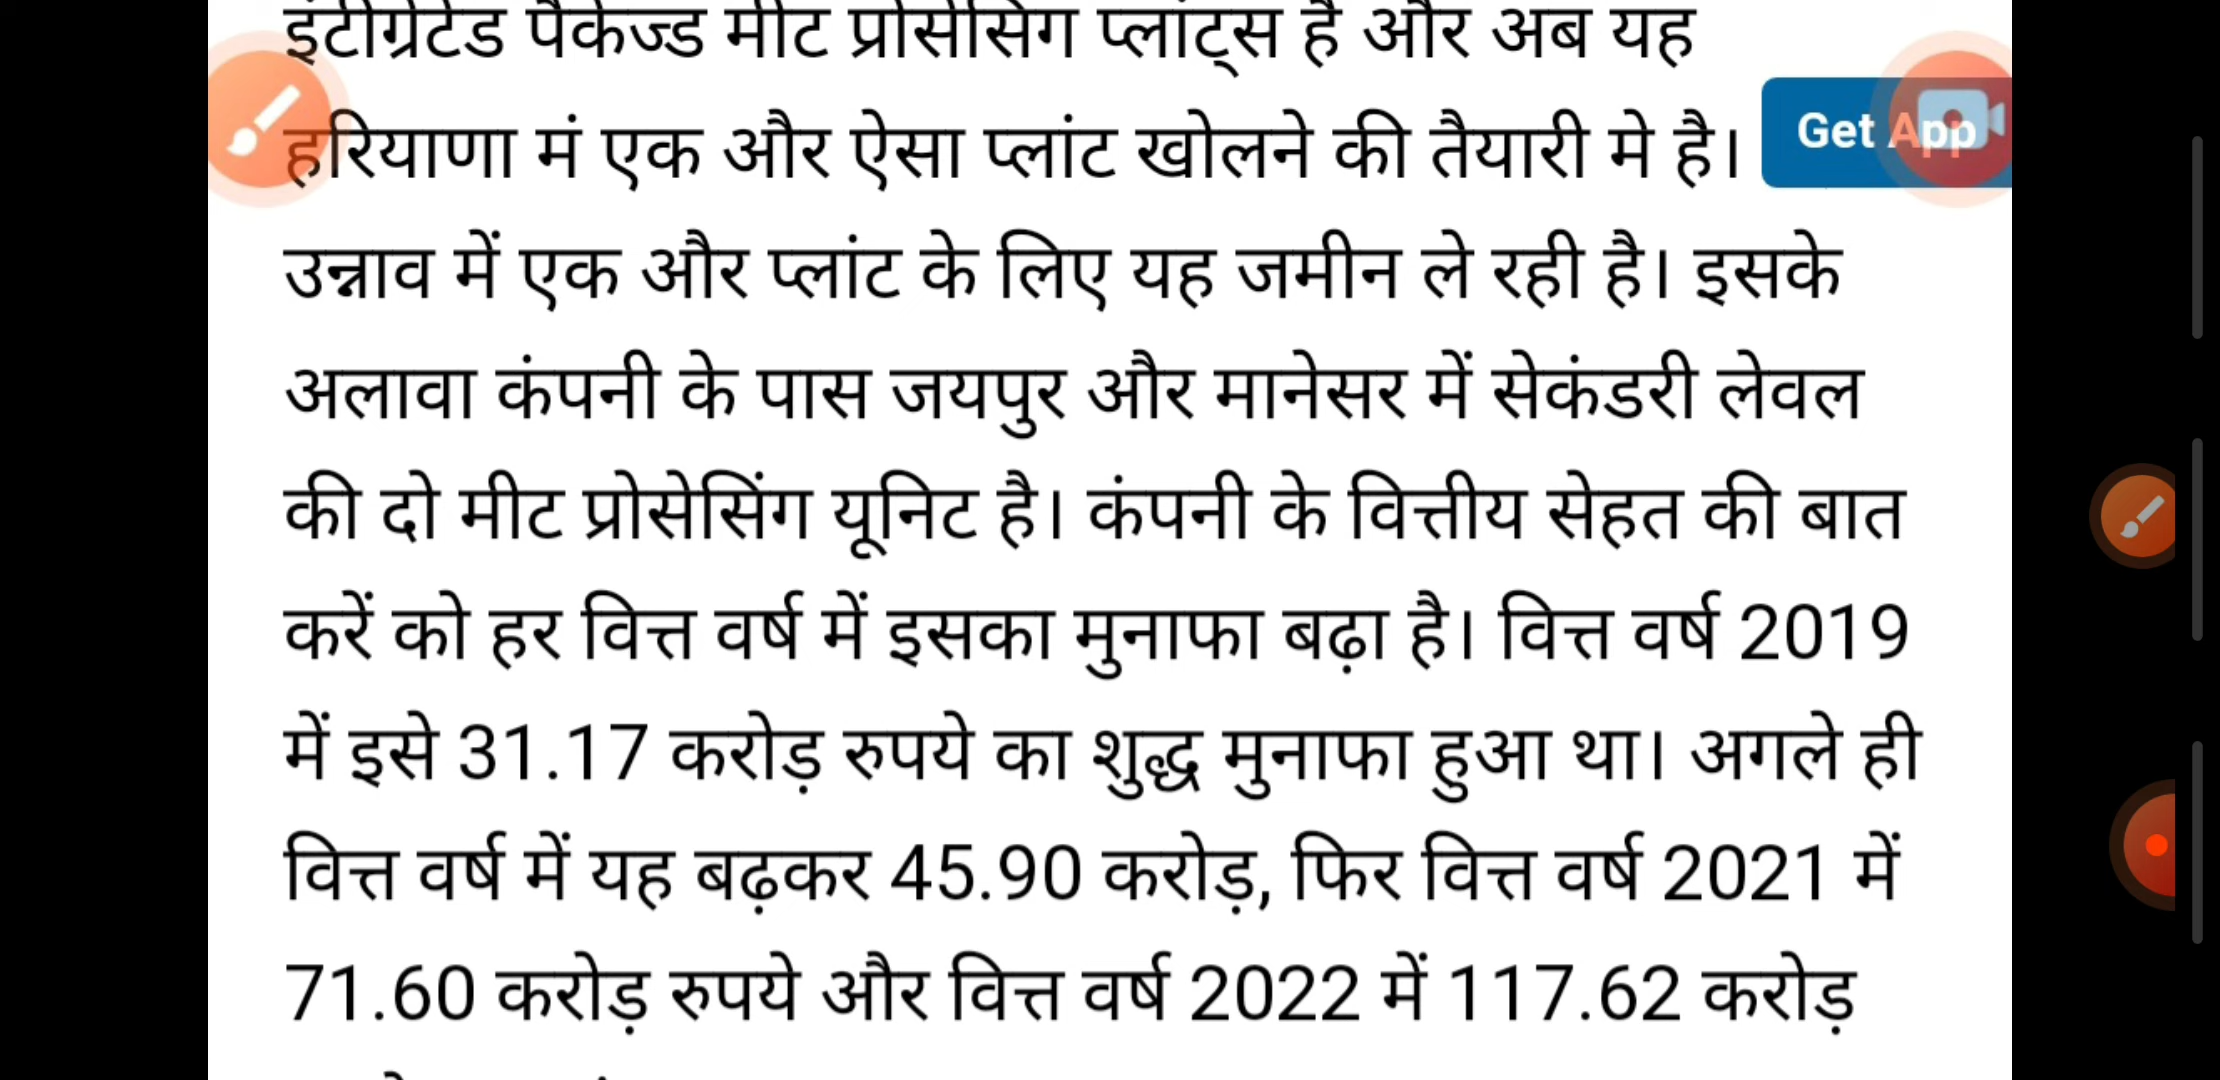 इंटीग्रेटेड पैकेज्ड मीट प्रोसेसिंग प्लांट्स है और अब यह
हरियाणा मं एक और ऐसा प्लांट खोलने की तैयारी मे है।
Get App
उन्नाव में एक और प्लांट के लिए यह जमीन ले रही है। इसके
अलावा कंपनी के पास जयपुर और मानेसर में सेकंडरी लेवल
की दो मीट प्रोसेसिंग यूनिट है। कंपनी के वित्तीय सेहत की बात
करें को हर वित्त वर्ष में इसका मुनाफा बढ़ा है। वित्त वर्ष 2019
में इसे 31.17 करोड़ रुपये का शुद्ध मुनाफा हुआ था। अगले ही
वित्त वर्ष में यह बढ़कर 45.90 करोड़, फिर वित्त वर्ष 2021 में
71.60 करोड़ रुपये और वित्त वर्ष 2022 में 117.62 करोड़